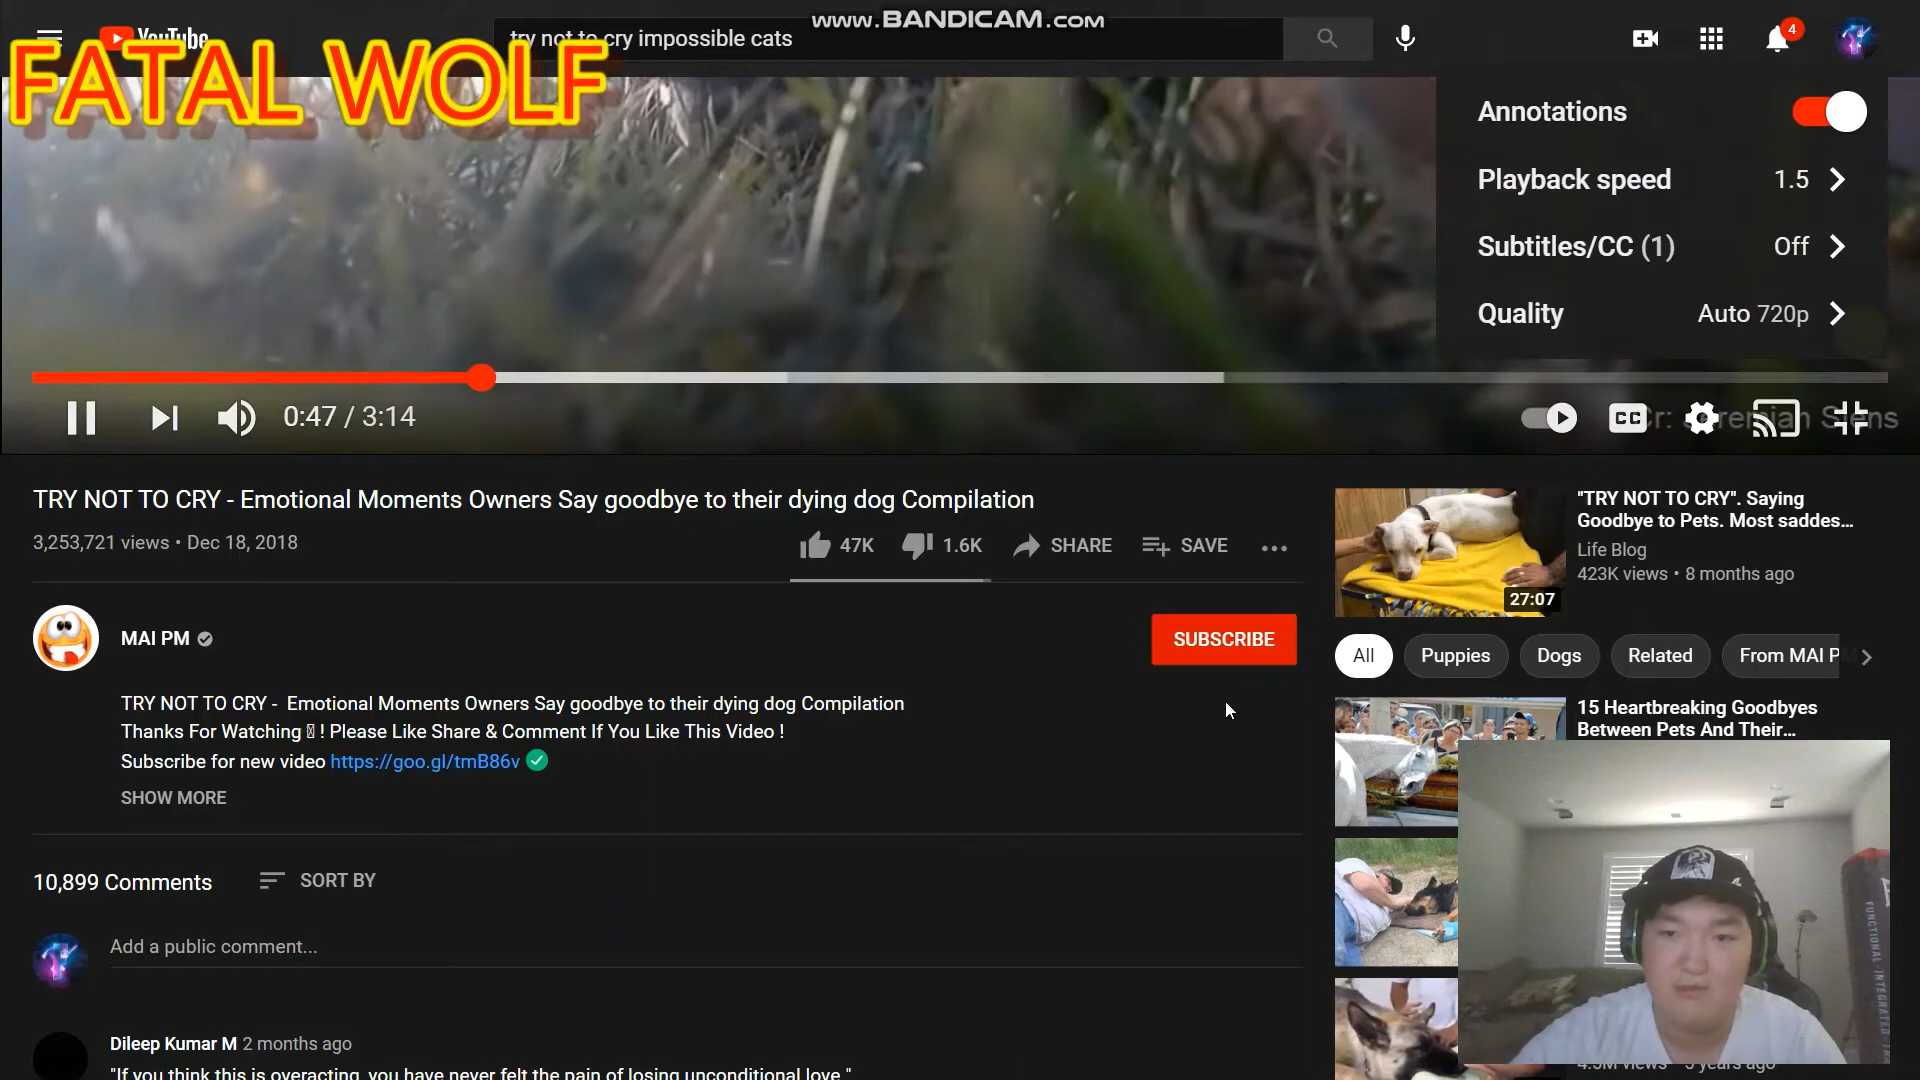 www.BANDICAM.com
YouTube
try not to cry impossible cats
4
FATAL WOLF
Annotations
Playback speed 1.5
Subtitles/CC (1) Off
Quality Auto 720p
0:47 / 3:14
CC
TRY NOT TO CRY - Emotional Moments Owners Say goodbye to their dying dog Compilation
3,253,721 views • Dec 18, 2018
47K 1.6K SHARE SAVE
MAI PM
SUBSCRIBE
TRY NOT TO CRY - Emotional Moments Owners Say goodbye to their dying dog Compilation
Thanks For Watching ! Please Like Share & Comment If You Like This Video !
Subscribe for new video https://goo.gl/tmB86v
SHOW MORE
10,899 Comments SORT BY
Add a public comment...
Dileep Kumar M 2 months ago
"If you think this is overacting, you have never felt the pain of losing unconditional love."
27:07
"TRY NOT TO CRY". Saying
Goodbye to Pets. Most saddes...
Life Blog
423K views • 8 months ago
All Puppies Dogs Related From MAI P
15 Heartbreaking Goodbyes
Between Pets And Their...
FUNCTIONAL · INTEGRATED